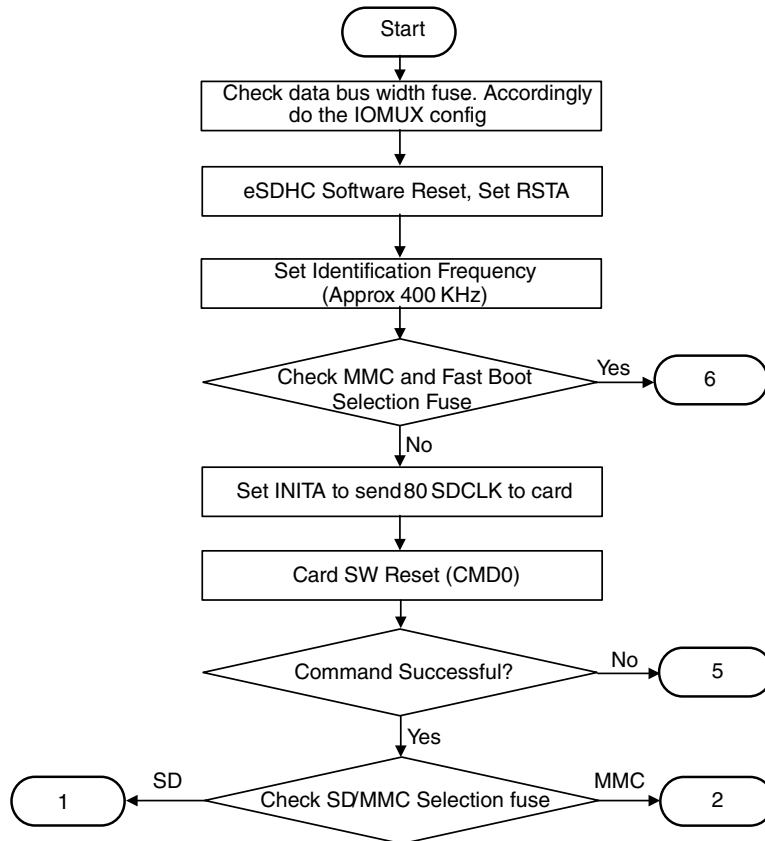 Start
Check data bus width fuse. Accordingly
do the IOMUX config
eSDHC Software Reset, Set RSTA
Set Identification Frequency
(Approx 400 KHz)
Check MMC and Fast Boot
Selection Fuse
Yes
6
No
Set INITA to send 80 SDCLK to card
Card SW Reset (CMD0)
Command Successful?
No
5
Yes
SD
1
Check SD/MMC Selection fuse
MMC
2